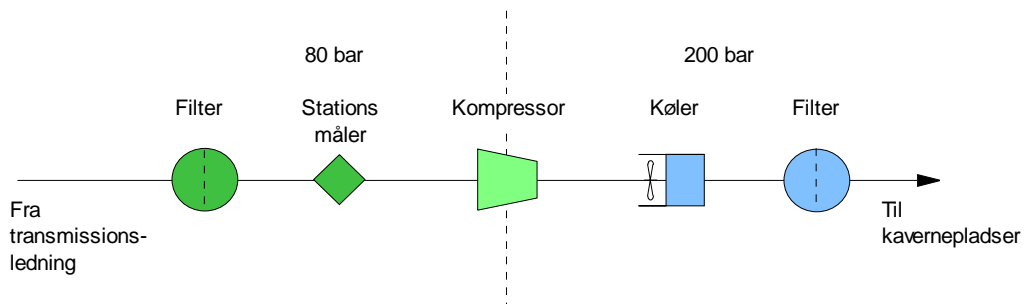 80 bar
200 bar
Filter
Stations
måler
Kompressor
Køler
Filter
Fra
transmissions-
ledning
Til
kavernepladser